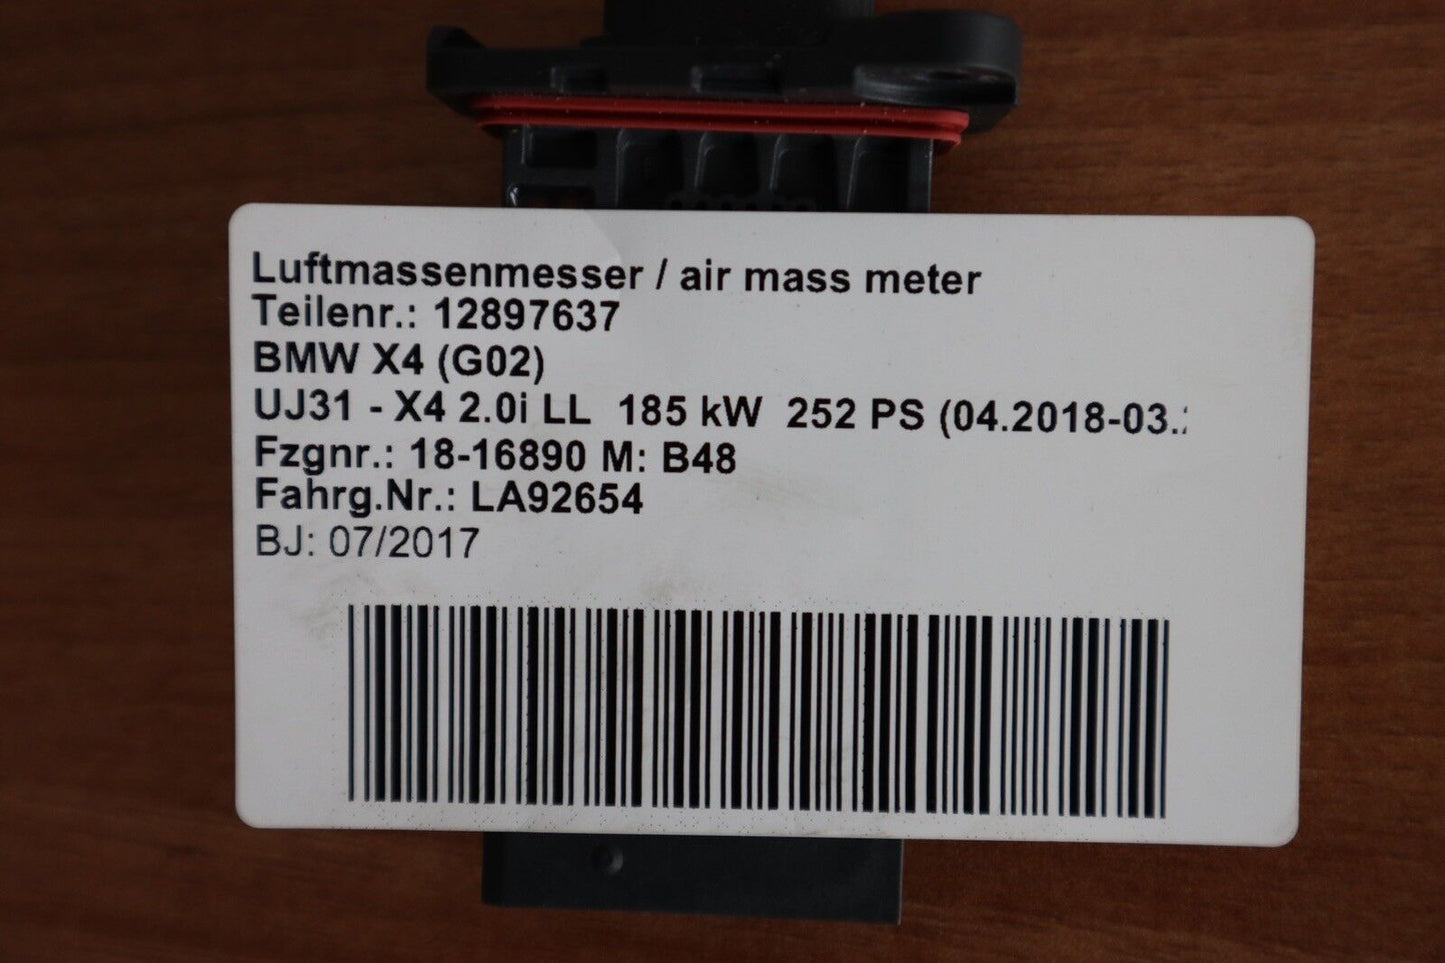 Luftmassenmesser / air mass meter
Teilenr.: 12897637
BMW X4 (G02)
UJ31 - X4 2.0i LL 185 kW 252 PS (04.2018-03.
Fzgnr.: 18-16890 M: B48
Fahrg.Nr.: LA92654
BJ: 07/2017